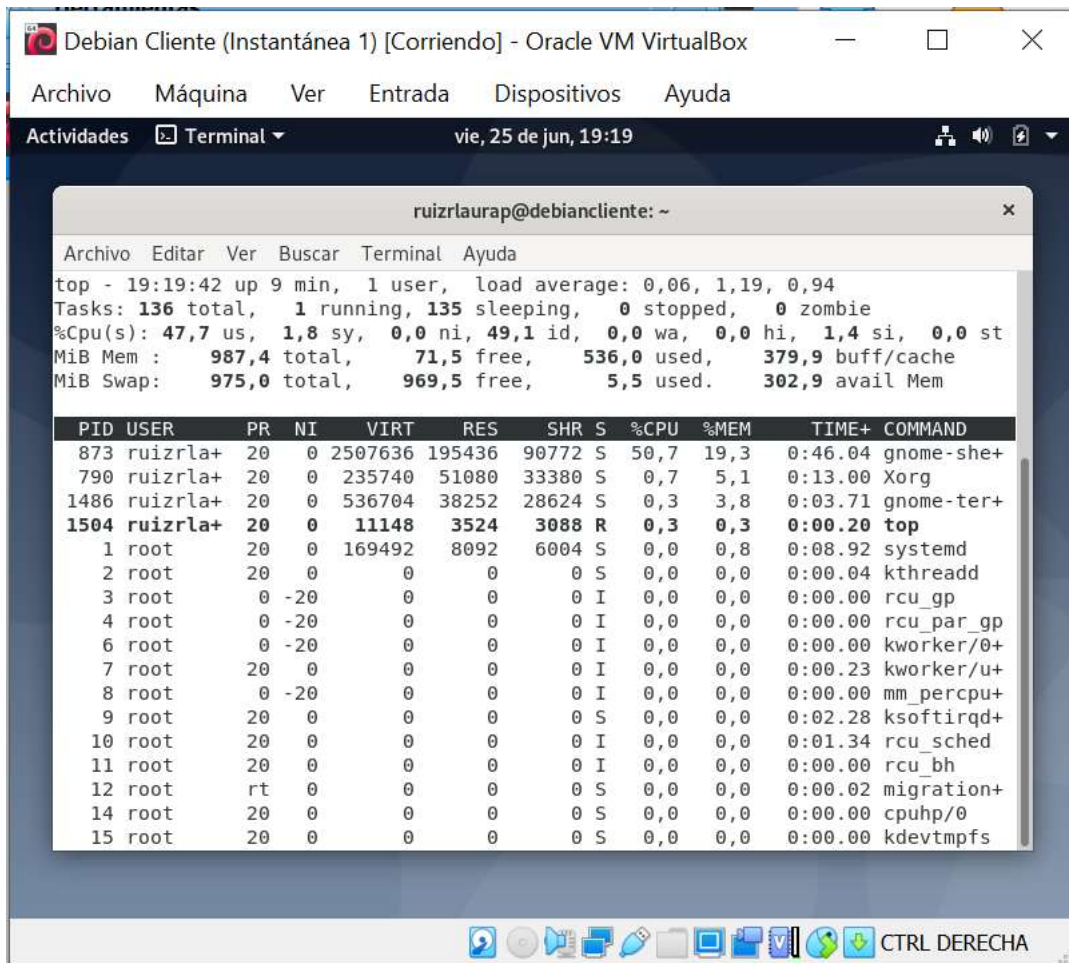 Debian Cliente (Instantánea 1) [Corriendo] - Oracle VM VirtualBox
Archivo Máquina Ver Entrada Dispositivos Ayuda
Actividades Terminal vie, 25 de jun, 19:19
ruizrlaurap@debiancliente: ~
Archivo Editar Ver Buscar Terminal Ayuda
top - 19:19:42 up 9 min, 1 user, load average: 0,06, 1,19, 0,94
Tasks: 136 total, 1 running, 135 sleeping, 0 stopped, 0 zombie
%Cpu(s): 47,7 us, 1,8 sy, 0,0 ni, 49,1 id, 0,0 wa, 0,0 hi, 1,4 si, 0,0 st
MiB Mem : 987,4 total, 71,5 free, 536,0 used, 379,9 buff/cache
MiB Swap: 975,0 total, 969,5 free, 5,5 used. 302,9 avail Mem
PID USER PR NI VIRT RES SHR S %CPU %MEM TIME+ COMMAND
873 ruizrla+ 20 0 2507636 195436 90772 S 50,7 19,3 0:46.04 gnome-she+
790 ruizrla+ 20 0 235740 51080 33380 S 0,7 5,1 0:13.00 Xorg
1486 ruizrla+ 20 0 536704 38252 28624 S 0,3 3,8 0:03.71 gnome-ter+
1504 ruizrla+ 20 0 11148 3524 3088 R 0,3 0,3 0:00.20 top
1 root 20 0 169492 8092 6004 S 0,0 0,8 0:08.92 systemd
2 root 20 0 0 0 0 S 0,0 0,0 0:00.04 kthreadd
3 root 0 -20 0 0 0 I 0,0 0,0 0:00.00 rcu_gp
4 root 0 -20 0 0 0 I 0,0 0,0 0:00.00 rcu_par_gp
6 root 0 -20 0 0 0 I 0,0 0,0 0:00.00 kworker/0+
7 root 20 0 0 0 0 I 0,0 0,0 0:00.23 kworker/u+
8 root 0 -20 0 0 0 I 0,0 0,0 0:00.00 mm_percpu+
9 root 20 0 0 0 0 S 0,0 0,0 0:02.28 ksoftirqd+
10 root 20 0 0 0 0 I 0,0 0,0 0:01.34 rcu_sched
11 root 20 0 0 0 0 I 0,0 0,0 0:00.00 rcu_bh
12 root rt 0 0 0 0 S 0,0 0,0 0:00.02 migration+
14 root 20 0 0 0 0 S 0,0 0,0 0:00.00 cpuhp/0
15 root 20 0 0 0 0 S 0,0 0,0 0:00.00 kdevtmpfs
CTRL DERECHA